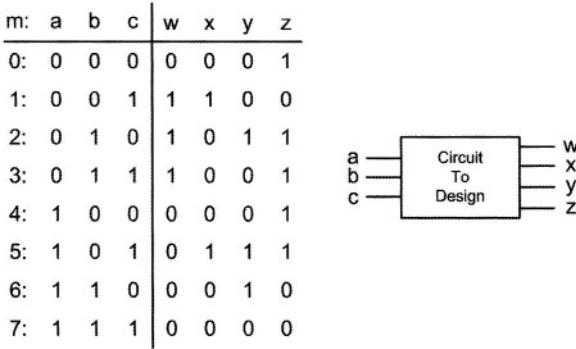 m: a b c w x y z
0: 0 0 0 0 0 0 1
1: 0 0 1 1 1 0 0
2: 0 1 0 1 0 1 1
3: 0 1 1 1 0 0 1
4: 1 0 0 0 0 0 1
5: 1 0 1 0 1 1 1
6: 1 1 0 0 0 1 0
7: 1 1 1 0 0 0 0
a
b
c
Circuit
To
Design
w
x
y
z